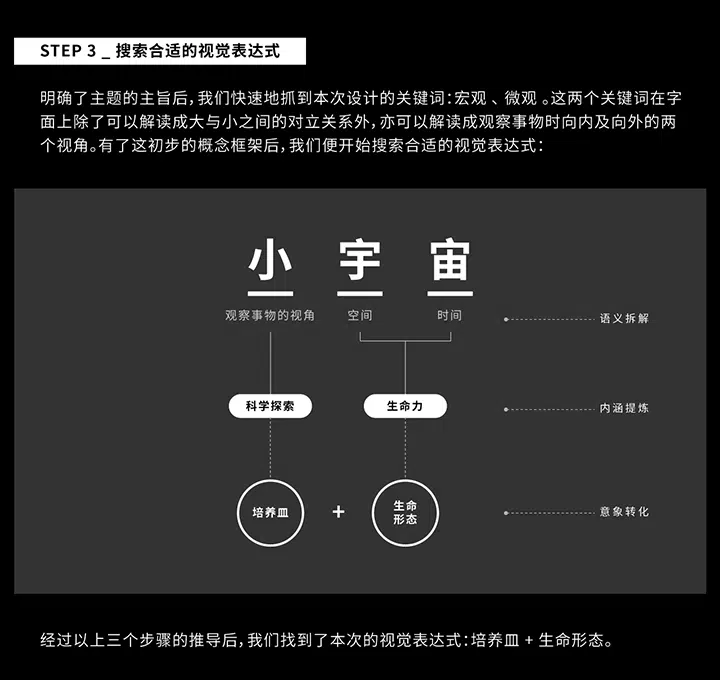 STEP 3 _ 搜索合适的视觉表达式
明确了主题的主旨后，我们快速地抓到本次设计的关键词：宏观 、微观 。这两个关键词在字
面上除了可以解读成大与小之间的对立关系外，亦可以解读成观察事物时向内及向外的两
个视角。有了这初步的概念框架后，我们便开始搜索合适的视觉表达式：
小 宇 宙
观察事物的视角 空间 时间 语义拆解
科学探索 生命力 内涵提炼
培养皿 + 生命
形态 意象转化
经过以上三个步骤的推导后，我们找到了本次的视觉表达式：培养皿 + 生命形态。